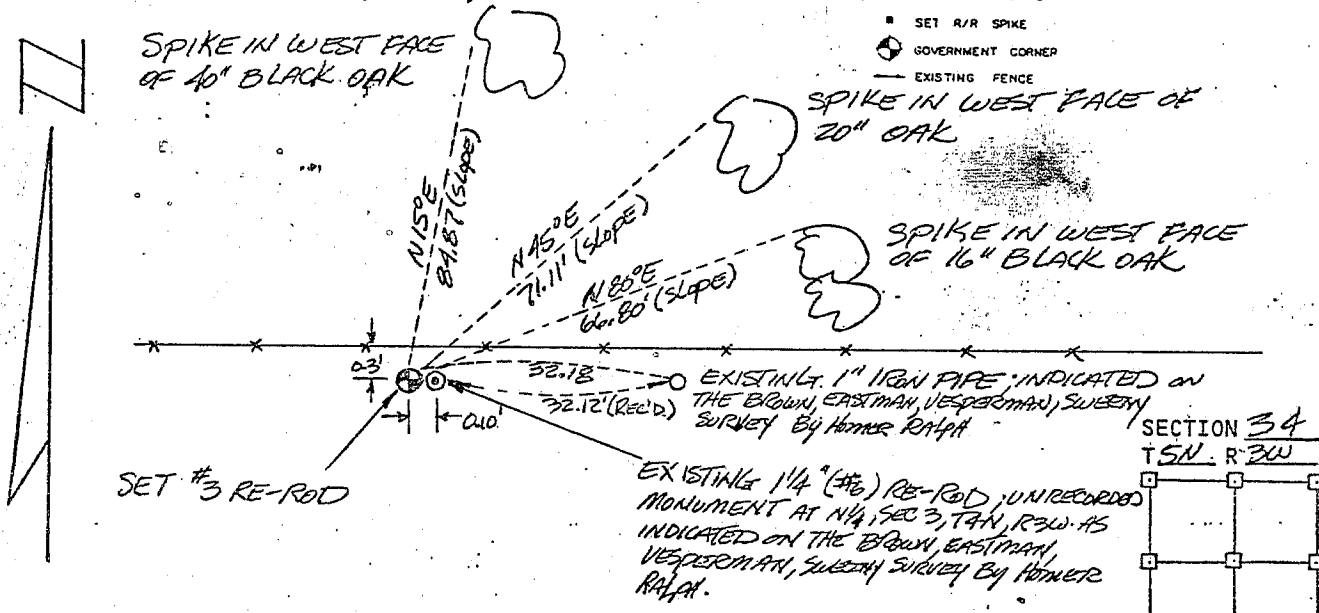 SPIKE IN WEST FACE
OF 40" BLACK OAK
SET R/R SPIKE
GOVERNMENT CORNER
EXISTING FENCE
SPIKE IN WEST FACE OF
20" OAK
N15°E
84.87 (SLOPE)
N 45°E
71.11' (SLOPE)
SPIKE IN WEST FACE
OF 16" BLACK OAK
N 80°E
66.80' (SLOPE)
0.3'
32.18
32.12' (REC'D.)
0.10'
EXISTING 1" IRON PIPE; INDICATED ON
THE BROWN, EASTMAN, VESPERMAN, SWEENY
SURVEY BY HOMER RALPH
SET #3 RE-ROD
EXISTING 1¼" (#6) RE-ROD; UNRECORDED
MONUMENT AT N¼, SEC 3, T4N, R3W. AS
INDICATED ON THE BROWN, EASTMAN,
VESPERMAN, SWEENY SURVEY BY HOMER
RALPH.
SECTION 34
T 5N R 3W